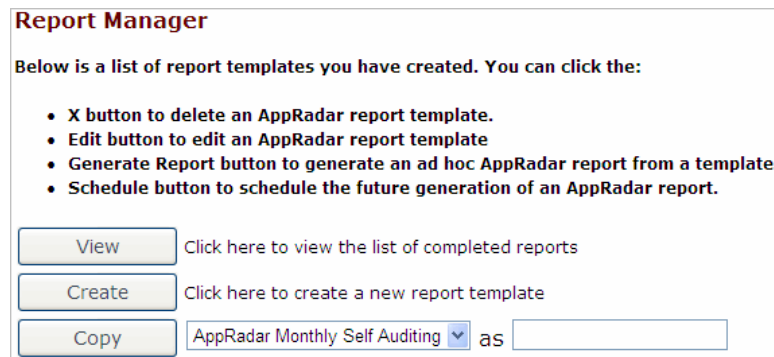 Report Manager
Below is a list of report templates you have created. You can click the:
• X button to delete an AppRadar report template.
• Edit button to edit an AppRadar report template
• Generate Report button to generate an ad hoc AppRadar report from a template
• Schedule button to schedule the future generation of an AppRadar report.
View Click here to view the list of completed reports
Create Click here to create a new report template
Copy AppRadar Monthly Self Auditing as